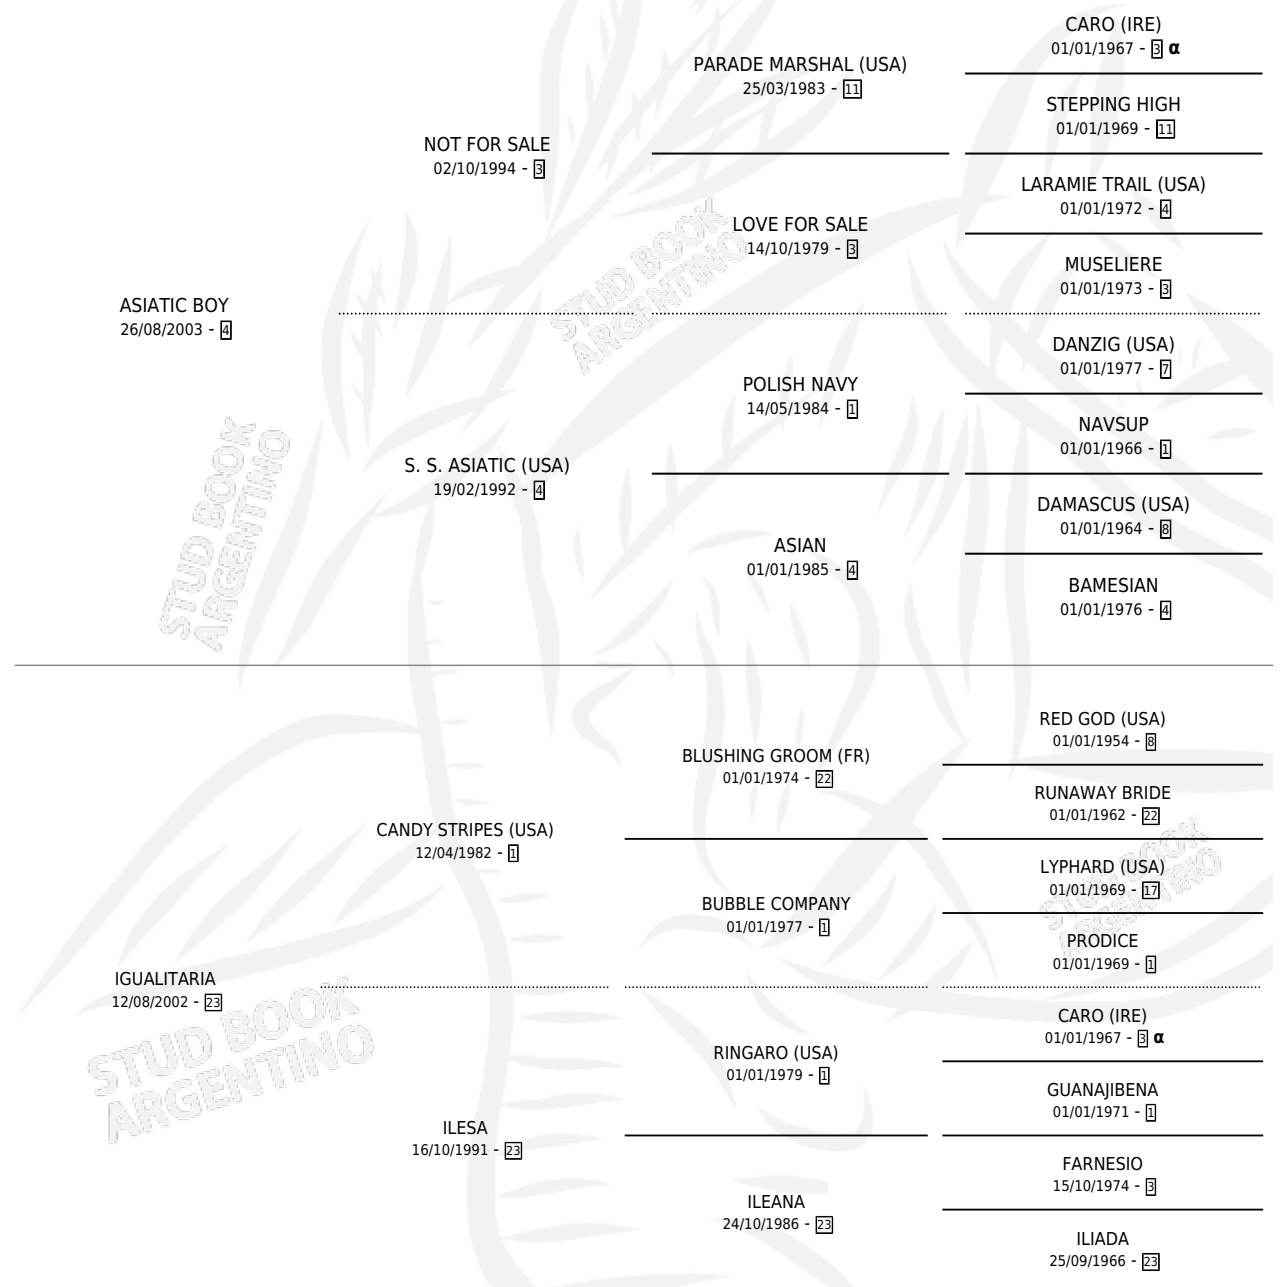 CARO (IRE)
01/01/1967 - 3 α
PARADE MARSHAL (USA)
25/03/1983 - 11
STEPPING HIGH
01/01/1969 - 11
NOT FOR SALE
02/10/1994 - 3
LARAMIE TRAIL (USA)
01/01/1972 - 4
LOVE FOR SALE
14/10/1979 - 3
MUSELIERE
01/01/1973 - 3
ASIATIC BOY
26/08/2003 - 4
DANZIG (USA)
01/01/1977 - 7
POLISH NAVY
14/05/1984 - 1
NAVSUP
01/01/1966 - 1
S. S. ASIATIC (USA)
19/02/1992 - 4
DAMASCUS (USA)
01/01/1964 - 8
ASIAN
01/01/1985 - 4
BAMESIAN
01/01/1976 - 4
STUD BOOK
ARGENTINO
STUD BOOK
ARGENTINO
RED GOD (USA)
01/01/1954 - 8
BLUSHING GROOM (FR)
01/01/1974 - 22
RUNAWAY BRIDE
01/01/1962 - 22
CANDY STRIPES (USA)
12/04/1982 - 1
LYPHARD (USA)
01/01/1969 - 17
BUBBLE COMPANY
01/01/1977 - 1
PRODICE
01/01/1969 - 1
STUD BOOK
ARGENTINO
IGUALITARIA
12/08/2002 - 23
CARO (IRE)
01/01/1967 - 3 α
RINGARO (USA)
01/01/1979 - 1
GUANAJIBENA
01/01/1971 - 1
ILESA
16/10/1991 - 23
FARNESIO
15/10/1974 - 3
ILEANA
24/10/1986 - 23
ILIADA
25/09/1966 - 23
STUD BOOK
ARGENTINO